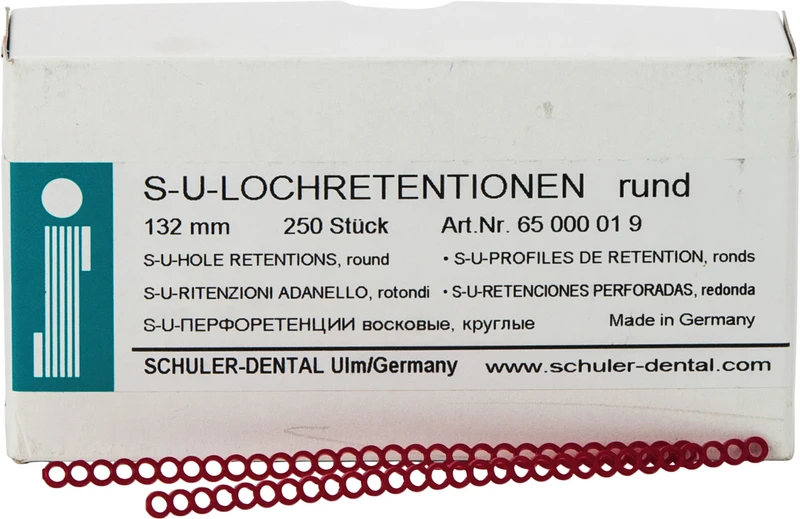 S-U-LOCHRETENTIONEN rund
132 mm 250 Stück Art.Nr. 65 000 01 9
S-U-HOLE RETENTIONS, round • S-U-PROFILES DE RETENTION, ronds
S-U-RITENZIONI ADANELLO, rotondi • S-U-RETENCIONES PERFORADAS, redonda
S-U-ПЕРФОРЕТЕНЦИИ восковые, круглые Made in Germany
SCHULER-DENTAL Ulm/Germany www.schuler-dental.com